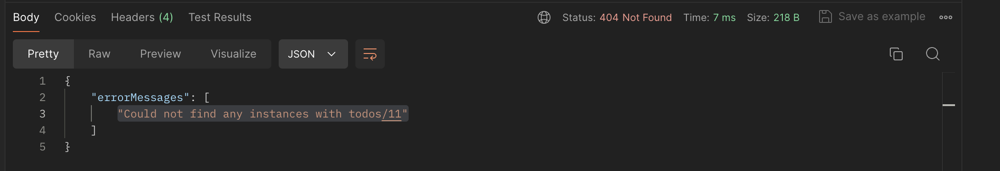 Body Cookies Headers (4) Test Results Status: 404 Not Found Time: 7 ms Size: 218 B Save as example
Pretty Raw Preview Visualize JSON
1 {
2 "errorMessages": [
3 "Could not find any instances with todos/11"
4 ]
5 }